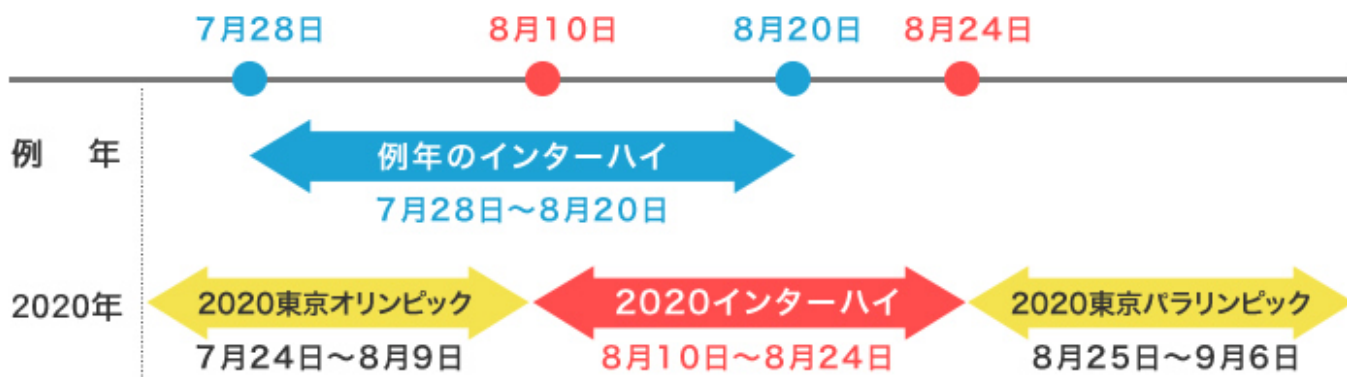 7月28日
8月10日
8月20日
8月24日
例 年
例年のインターハイ
7月28日~8月20日
2020年
2020東京オリンピック
7月24日~8月9日
2020インターハイ
8月10日~8月24日
2020東京パラリンピック
8月25日~9月6日